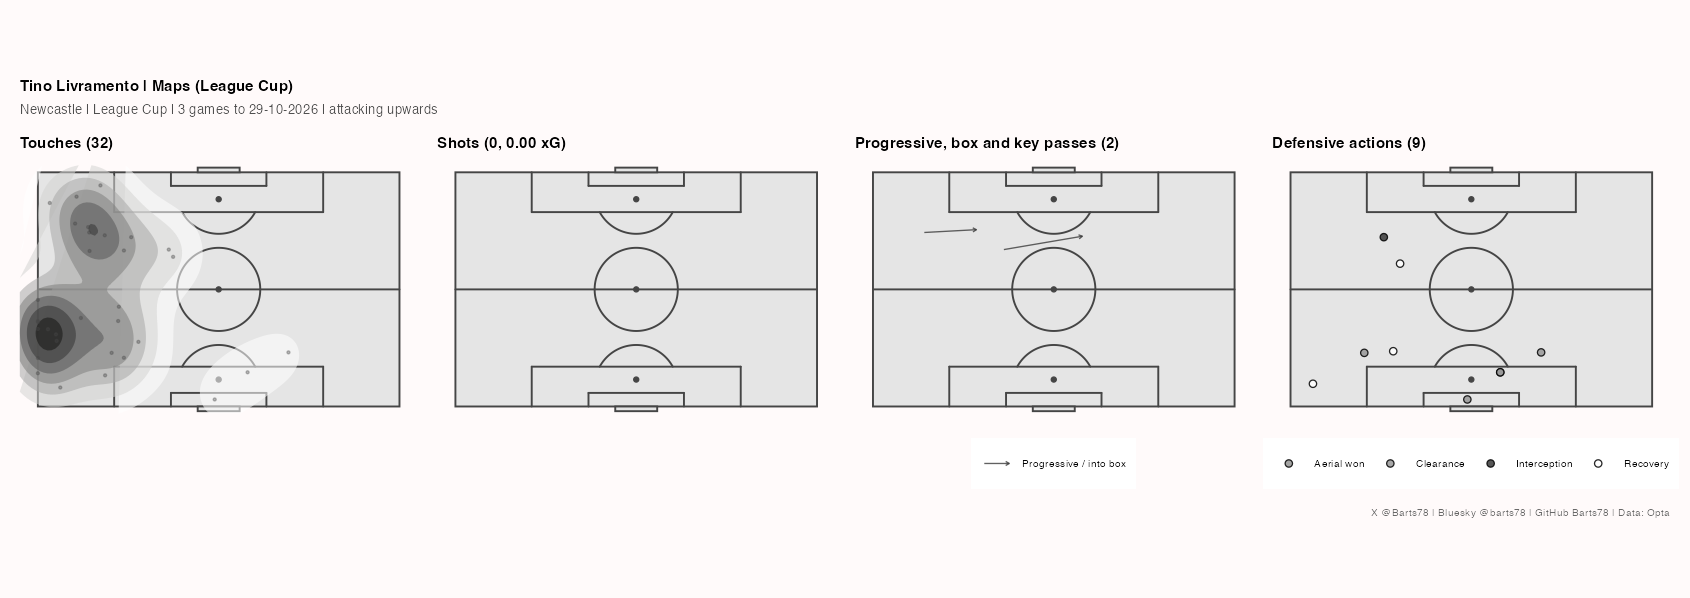 Tino Livramento | Maps (League Cup)
Newcastle | League Cup | 3 games to 29-10-2026 | attacking upwards
Touches (32)
Shots (0, 0.00 xG)
Progressive, box and key passes (2)
Defensive actions (9)
Progressive / into box
Aerial won
Clearance
Interception
Recovery
X @Barts78 | Bluesky @barts78 | GitHub Barts78 | Data: Opta